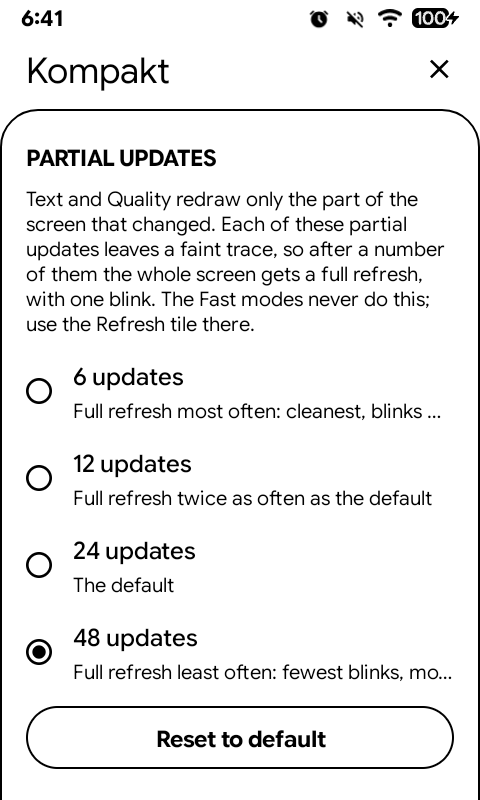 6:41
100
Kompakt
PARTIAL UPDATES
Text and Quality redraw only the part of the
screen that changed. Each of these partial
updates leaves a faint trace, so after a number
of them the whole screen gets a full refresh,
with one blink. The Fast modes never do this;
use the Refresh tile there.
6 updates
Full refresh most often: cleanest, blinks ...
12 updates
Full refresh twice as often as the default
24 updates
The default
48 updates
Full refresh least often: fewest blinks, mo...
Reset to default